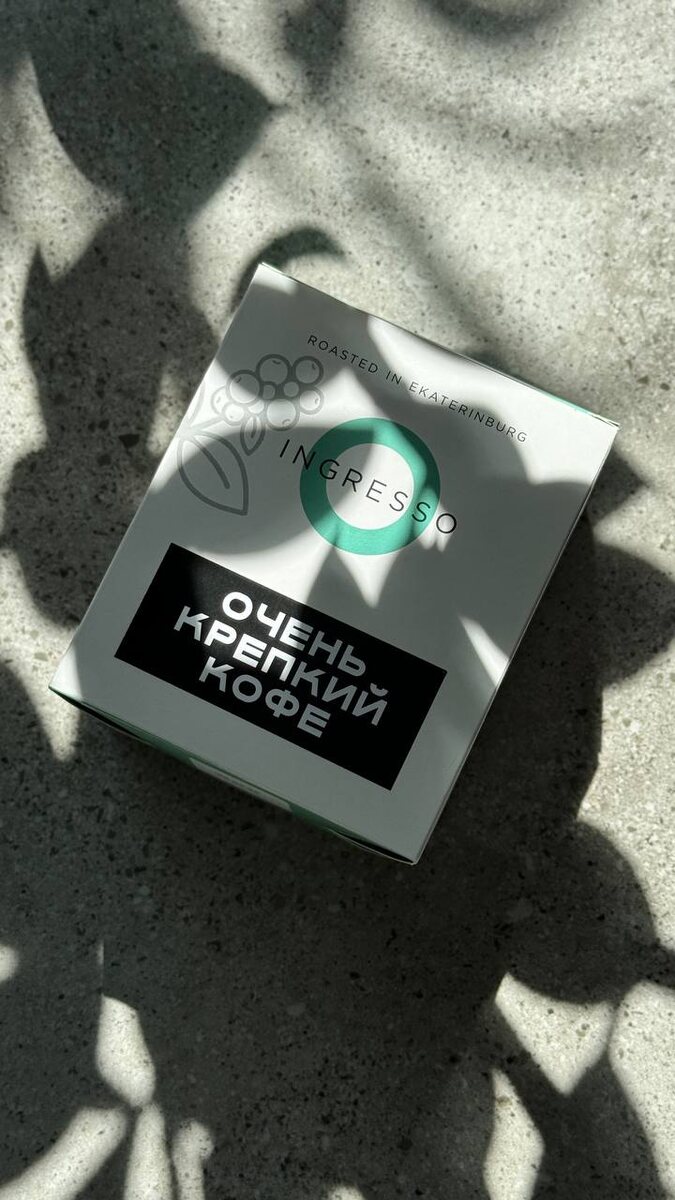 ROASTED IN EKATERINBURG
INGRESSO
ОЧЕНЬ
КРЕПКИЙ
КОФЕ